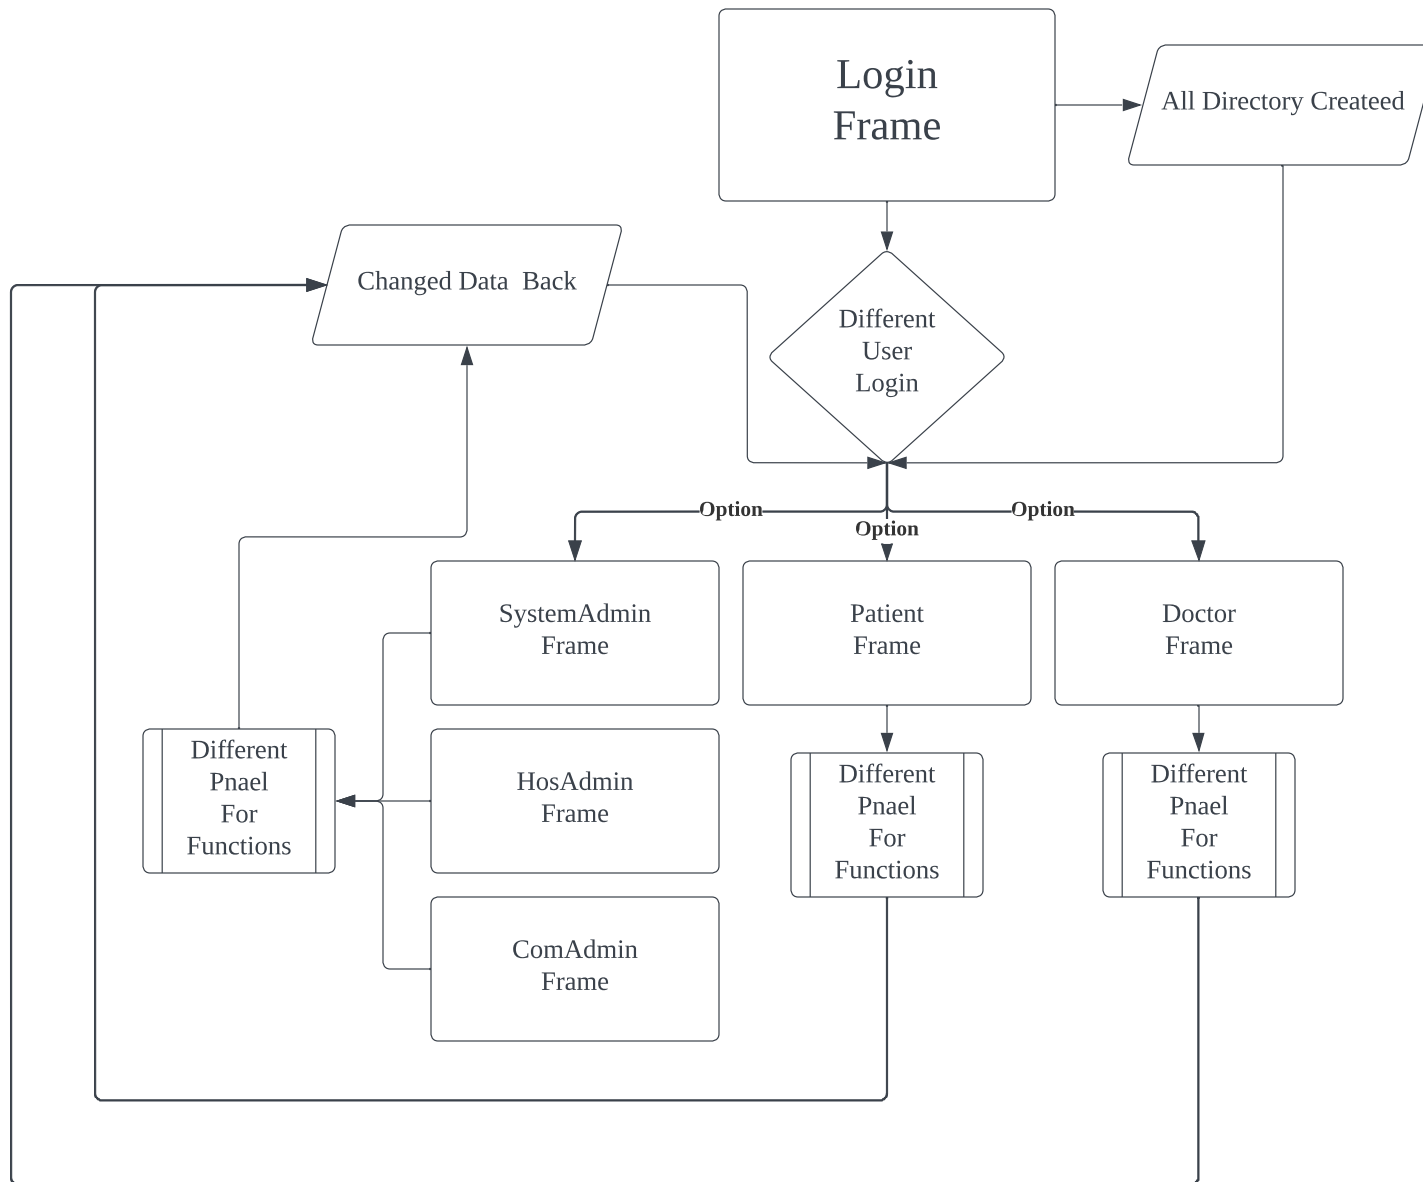 Login
Frame
All Directory Createed
Changed Data  Back
Different
User
Login
Option
Option
Option
SystemAdmin
Frame
Patient
Frame
Doctor
Frame
Different
Pnael
For
Functions
HosAdmin
Frame
Different
Pnael
For
Functions
Different
Pnael
For
Functions
ComAdmin
Frame